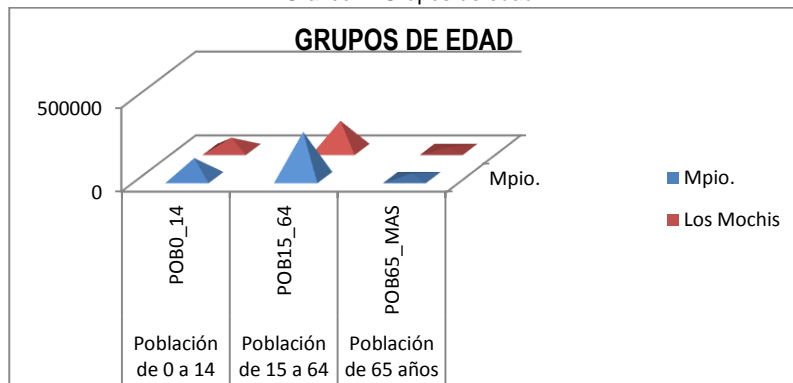 GRUPOS DE EDAD
500000
0
Mpio.
Mpio.
Los Mochis
POB0_14
POB15_64
POB65_MAS
Población
de 0 a 14
Población
de 15 a 64
Población
de 65 años